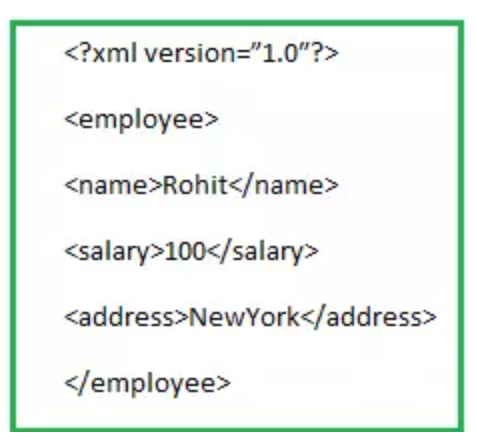 <?xml version=”1.0”?>
<employee>
<name>Rohit</name>
<salary>100</salary>
<address>NewYork</address>
</employee>